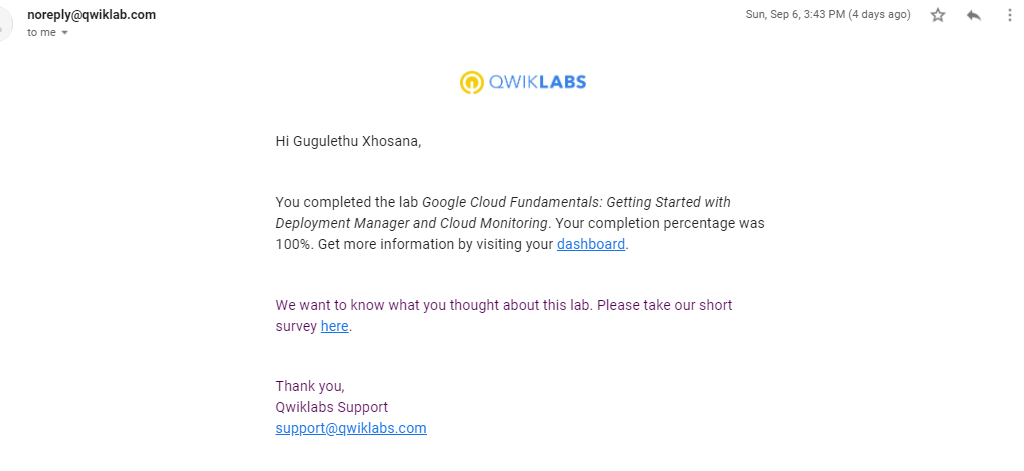 noreply@qwiklab.com
Sun, Sep 6, 3:43 PM (4 days ago)
to me
QWIKLABS
Hi Gugulethu Xhosana,
You completed the lab Google Cloud Fundamentals: Getting Started with
Deployment Manager and Cloud Monitoring. Your completion percentage was
100%. Get more information by visiting your dashboard.
We want to know what you thought about this lab. Please take our short
survey here.
Thank you,
Qwiklabs Support
support@qwiklabs.com